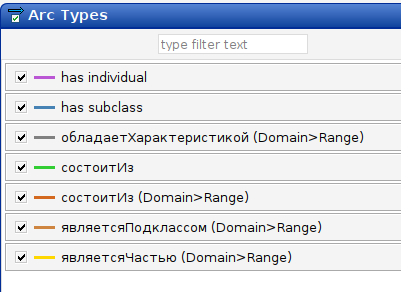 Arc Types
type filter text
has individual
has subclass
обладаетХарактеристикой (Domain>Range)
состоитИз
состоитИз (Domain>Range)
являетсяПодклассом (Domain>Range)
являетсяЧастью (Domain>Range)